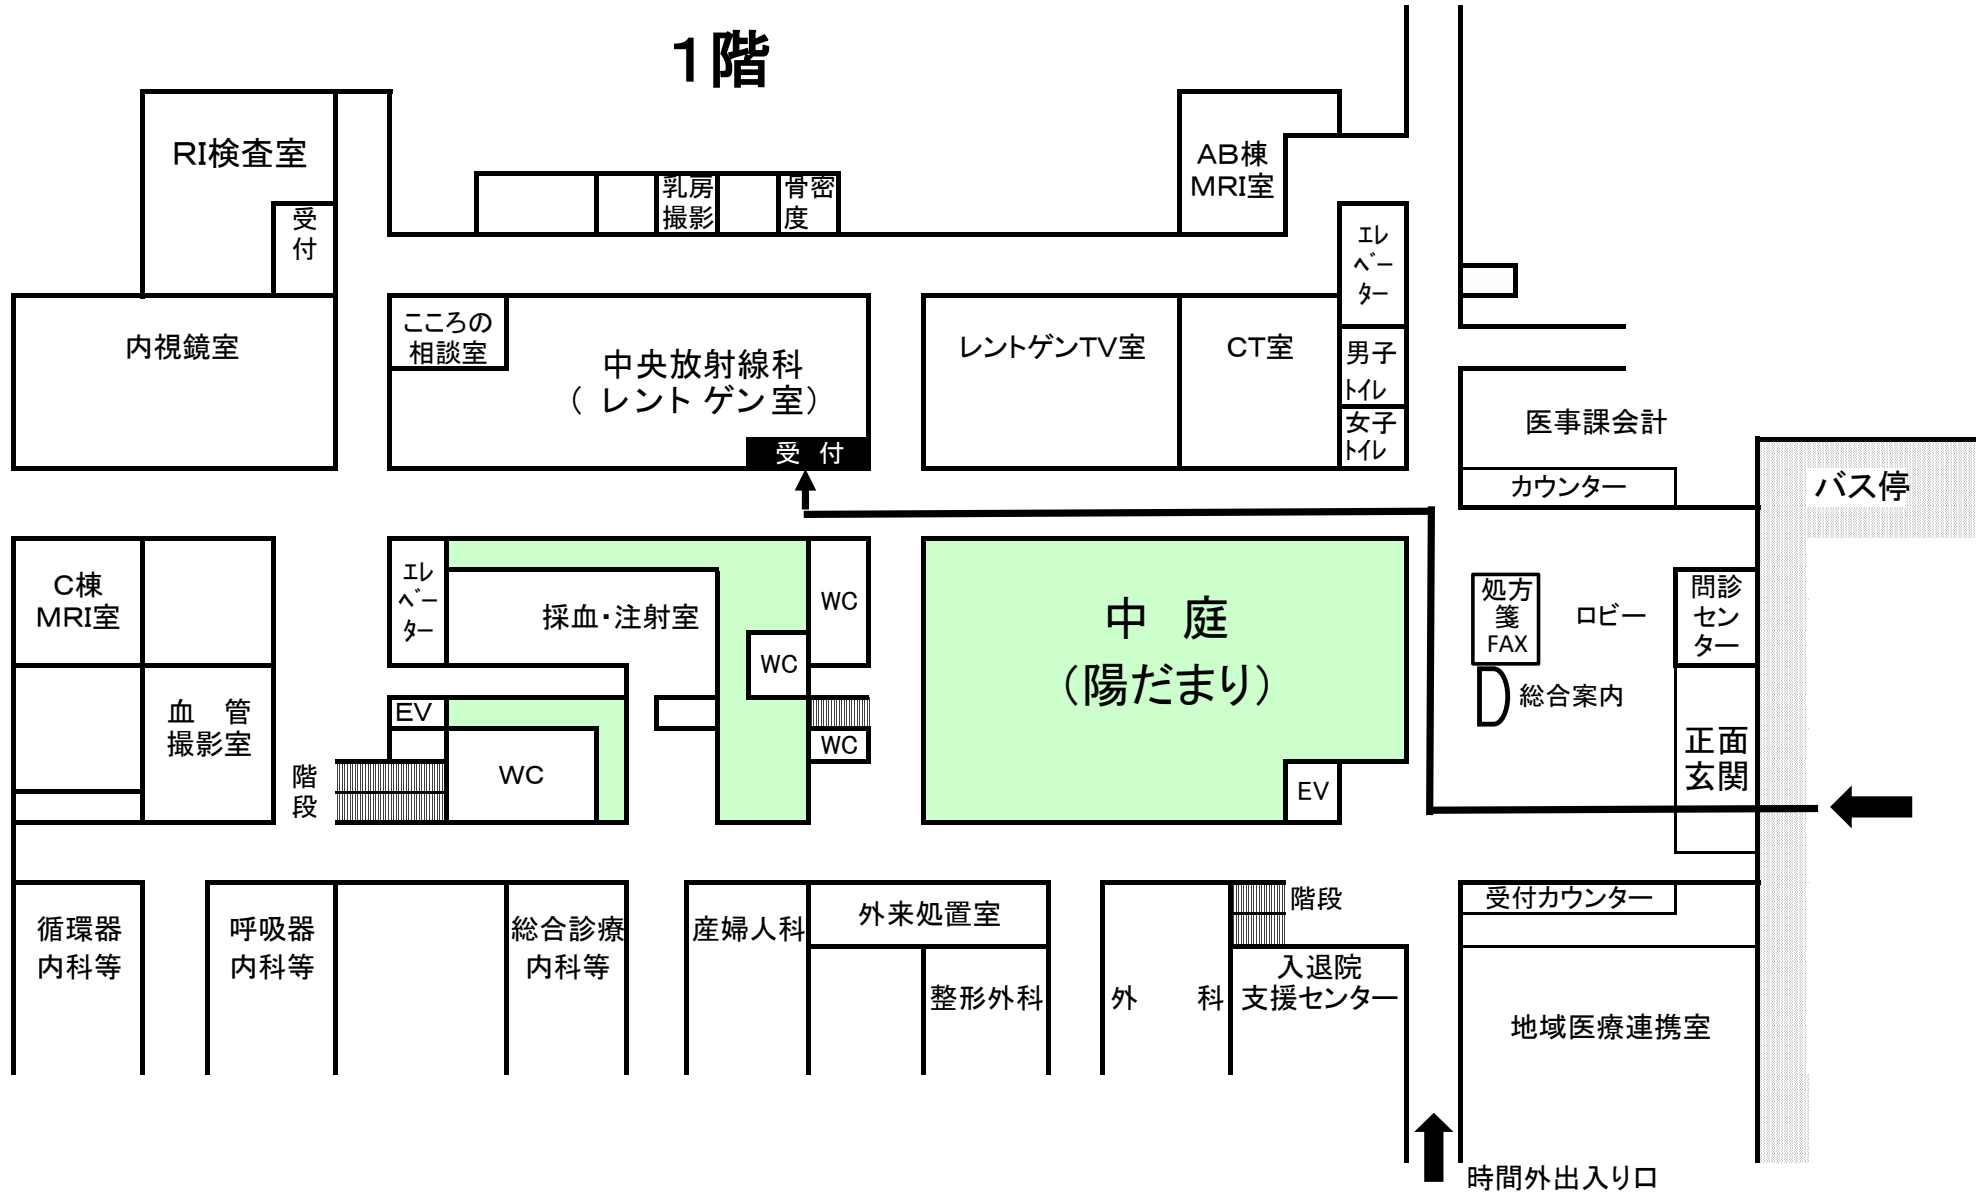 1階
RI検査室
受
付
乳房
撮影
骨密
度
AB棟
MRI室
エレ
ベー
ター
内視鏡室
こころの
相談室
中央放射線科
（ レントゲン室）
受 付
レントゲンTV室
CT室
男子
トイレ
女子
トイレ
医事課会計
カウンター
バス停
C棟
MRI室
エレ
ベー
ター
採血・注射室
WC
WC
中 庭
（陽だまり）
処方
箋
FAX
ロビー
問診
セン
ター
総合案内
血 管
撮影室
EV
WC
WC
階
段
EV
正面
玄関
循環器
内科等
呼吸器
内科等
総合診療
内科等
産婦人科
外来処置室
整形外科
外 科
階段
入退院
支援センター
受付カウンター
地域医療連携室
時間外出入り口